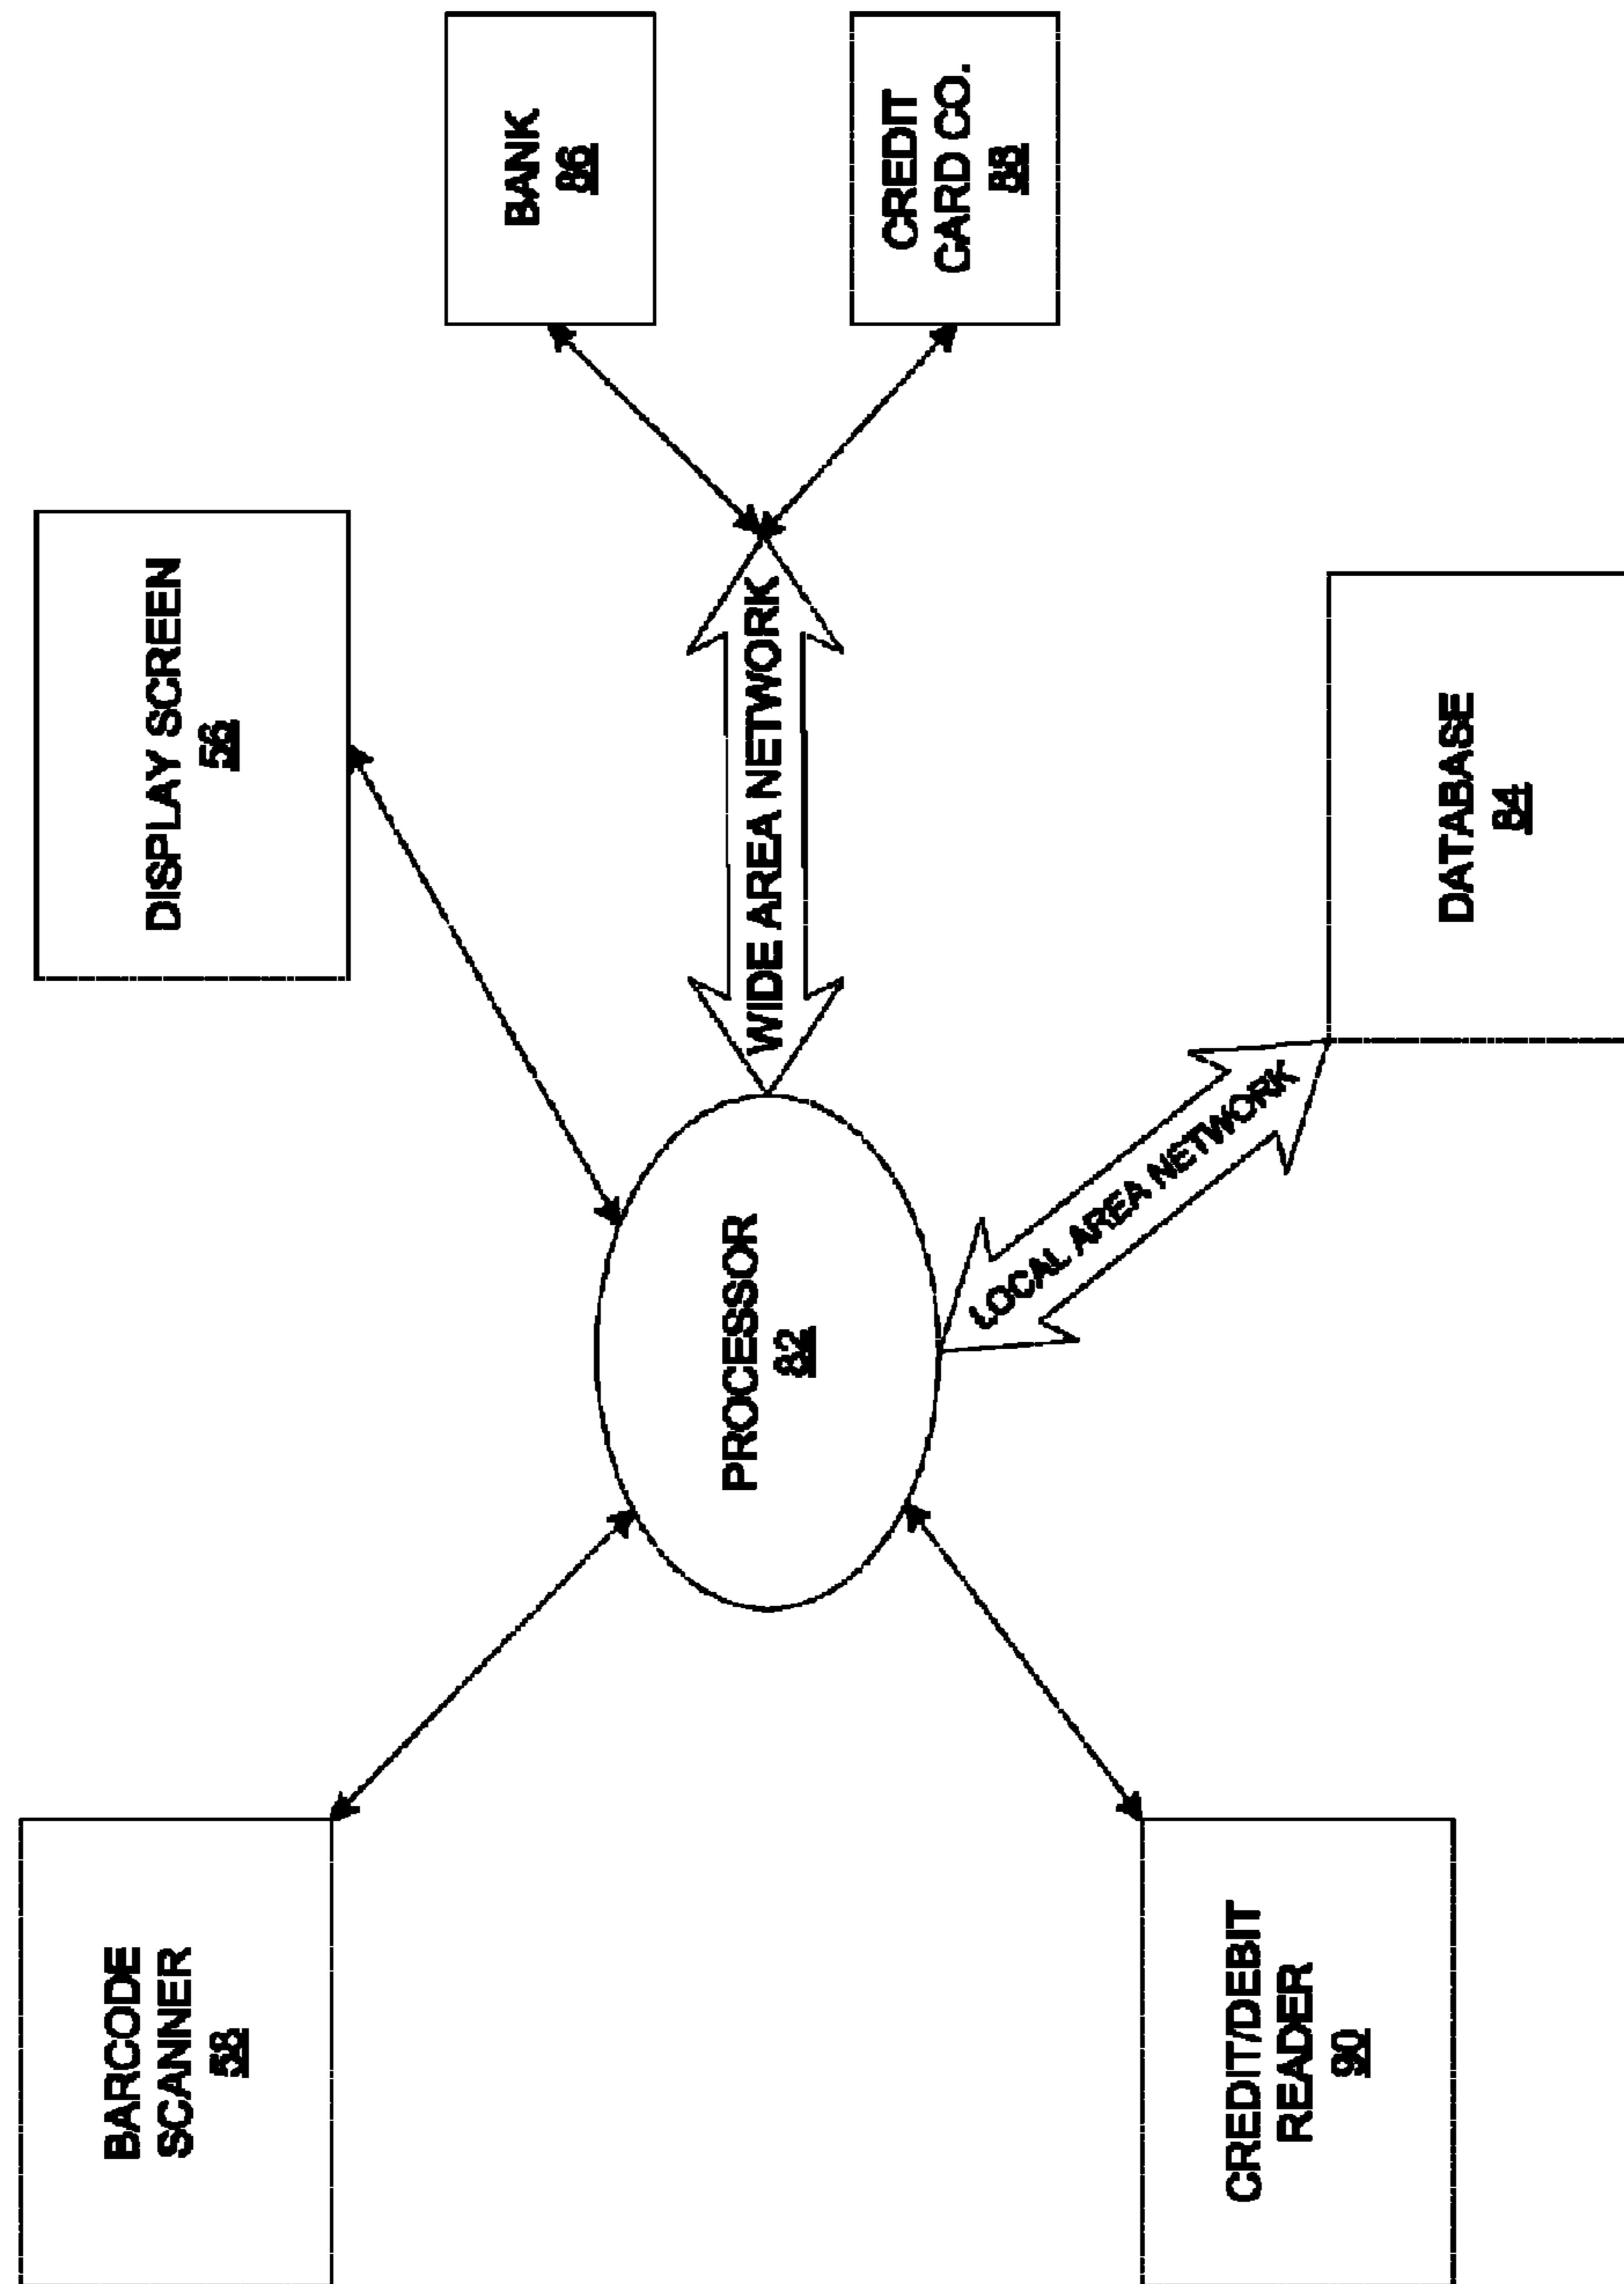 BARCODE
SCANNER
58
DISPLAY SCREEN
56
BANK
86
PROCESSOR
82
WIDE AREA NETWORK
CREDIT
CARD CO.
88
LOCAL AREA NETWORK
CREDIT/DEBIT
READER
90
DATABASE
84